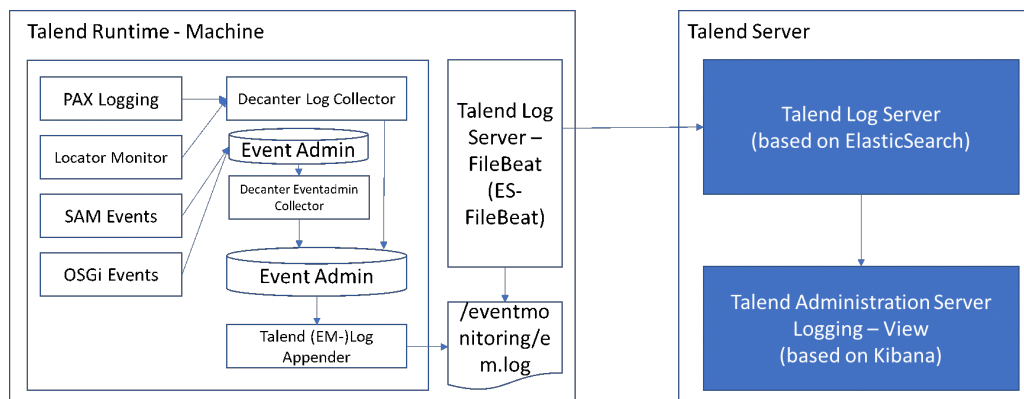 Talend Runtime - Machine
PAX Logging
Locator Monitor
SAM Events
OSGi Events
Decanter Log Collector
Event Admin
Decanter Eventadmin
Collector
Event Admin
Talend (EM-)Log
Appender
Talend Log
Server –
FileBeat
(ES-
FileBeat)
/eventmo
nitoring/e
m.log
Talend Server
Talend Log Server
(based on ElasticSearch)
Talend Administration Server
Logging – View
(based on Kibana)